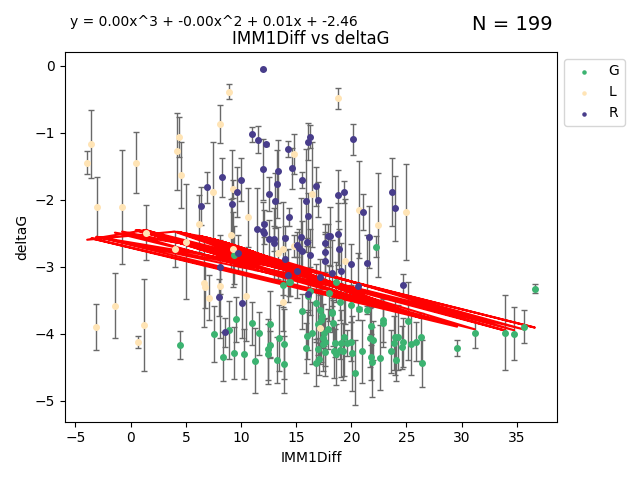 y = 0.00x^3 + -0.00x^2 + 0.01x + -2.46
N = 199
IMM1Diff vs deltaG
G
L
R
deltaG
0
−1
−2
−3
−4
−5
−5 0 5 10 15 20 25 30 35
IMM1Diff